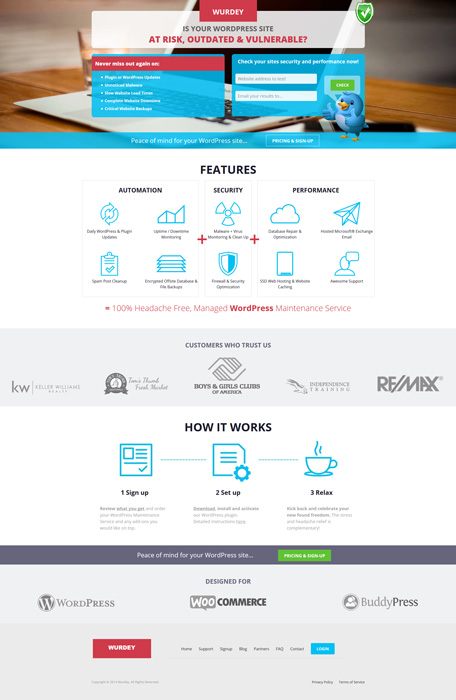 WURDEY
IS YOUR WORDPRESS SITE
AT RISK, OUTDATED & VULNERABLE?
Never miss out again on:
Plugin or WordPress Updates
Unnoticed Malware
Slow Website Load Times
Complete Website Downtime
Critical Website Backups
Check your sites security and performance now!
Website address to test
Email your results to...
CHECK
Peace of mind for your WordPress site...
PRICING & SIGN-UP
FEATURES
AUTOMATION
SECURITY
PERFORMANCE
Daily WordPress & Plugin
Updates
Uptime / Downtime
Monitoring
Malware + Virus
Monitoring & Clean Up
Database Repair &
Optimization
Hosted Microsoft® Exchange
Email
+
+
Spam Post Cleanup
Encrypted Offsite Database &
File Backups
Firewall & Security
Optimization
SSD Web Hosting & Website
Caching
Awesome Support
= 100% Headache Free, Managed WordPress Maintenance Service
CUSTOMERS WHO TRUST US
kw KELLER WILLIAMS
REALTY
Tom's Thumb
Fresh Market
BOYS & GIRLS CLUBS
OF AMERICA
INDEPENDENCE
TRAINING
RE/MAX®
HOW IT WORKS
1 Sign up
2 Set up
3 Relax
Review what you get and order
your WordPress Maintenance
Service and any add-ons you
would like on top.
Download, install and activate
our WordPress plugin.
Detailed instructions here.
Kick back and celebrate your
new found freedom. The stress
and headache relief is
complementary!
Peace of mind for your WordPress site...
PRICING & SIGN-UP
DESIGNED FOR
WORDPRESS
WOO COMMERCE
BuddyPress
WURDEY
Home
Support
Signup
Blog
Partners
FAQ
Contact
LOGIN
Privacy Policy
Terms of Service